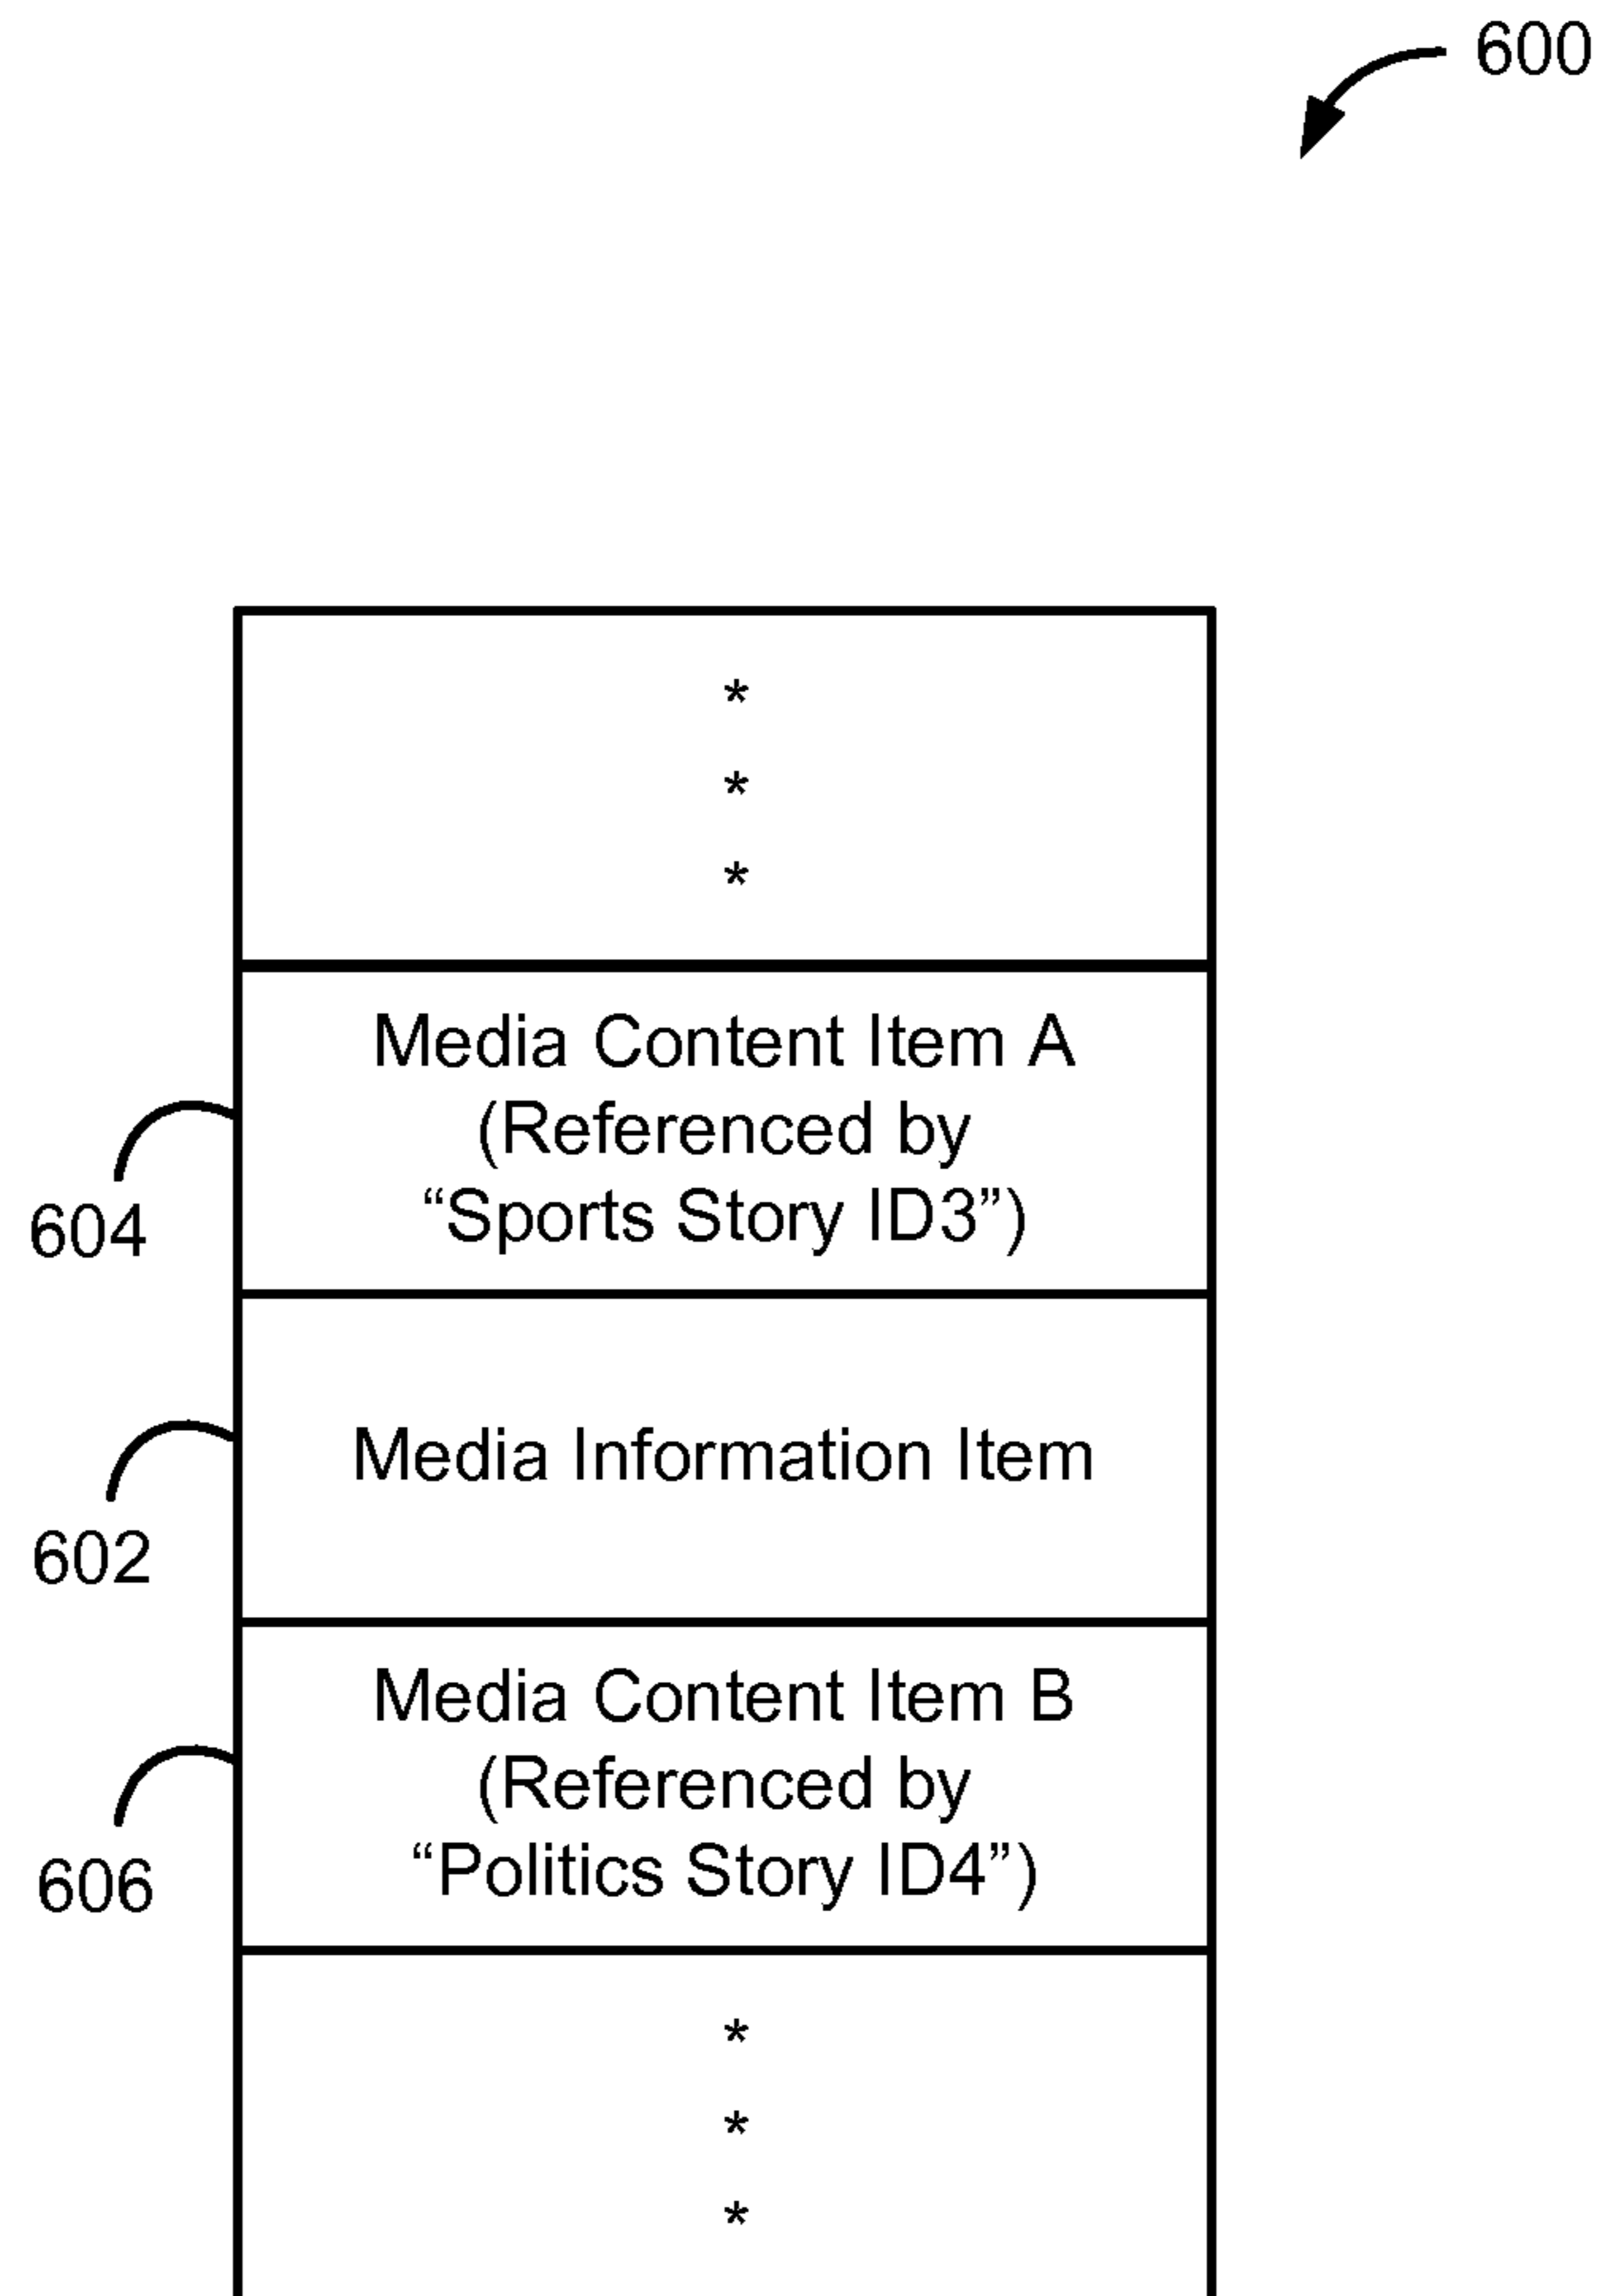 600
*
*
*
Media Content Item A
(Referenced by
“Sports Story ID3”)
604
Media Information Item
602
Media Content Item B
(Referenced by
“Politics Story ID4”)
606
*
*
*